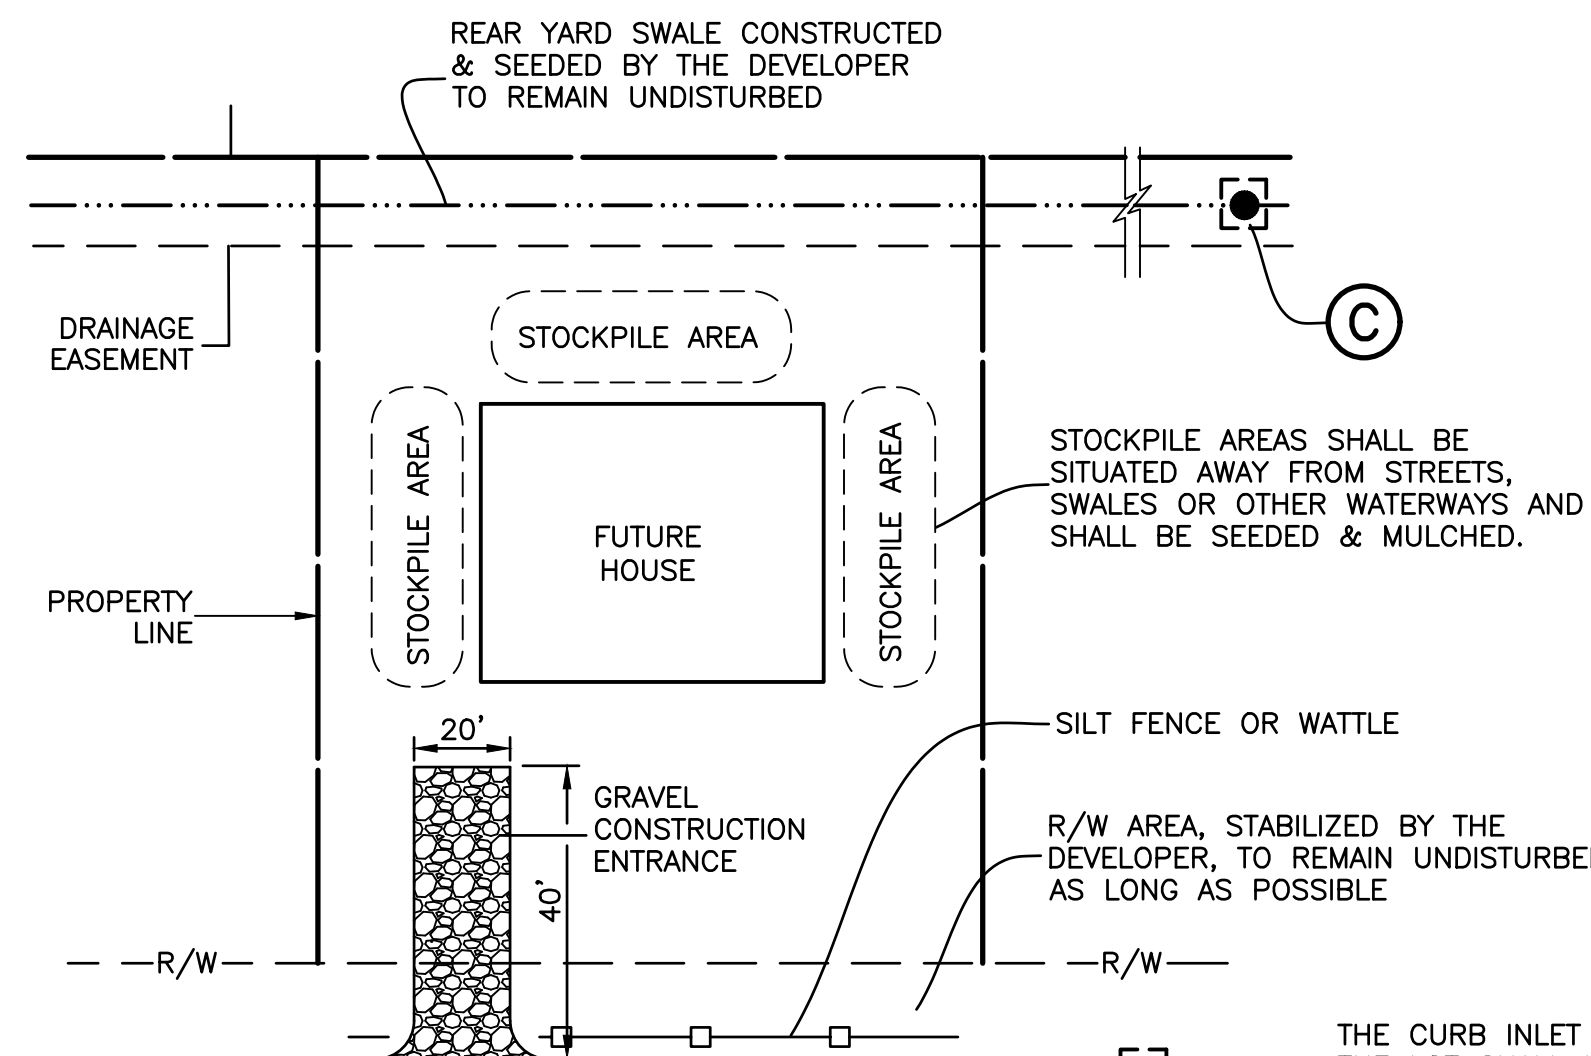 REAR YARD SWALE CONSTRUCTED
& SEEDED BY THE DEVELOPER
TO REMAIN UNDISTURBED
DRAINAGE
EASEMENT
C
STOCKPILE AREA
STOCKPILE AREA
STOCKPILE AREA
FUTURE
HOUSE
STOCKPILE AREAS SHALL BE
SITUATED AWAY FROM STREETS,
SWALES OR OTHER WATERWAYS AND
SHALL BE SEEDED & MULCHED.
PROPERTY
LINE
20'
SILT FENCE OR WATTLE
GRAVEL
CONSTRUCTION
ENTRANCE
40'
R/W AREA, STABILIZED BY THE
DEVELOPER, TO REMAIN UNDISTURBE
AS LONG AS POSSIBLE
R/W
R/W
THE CURB INLET